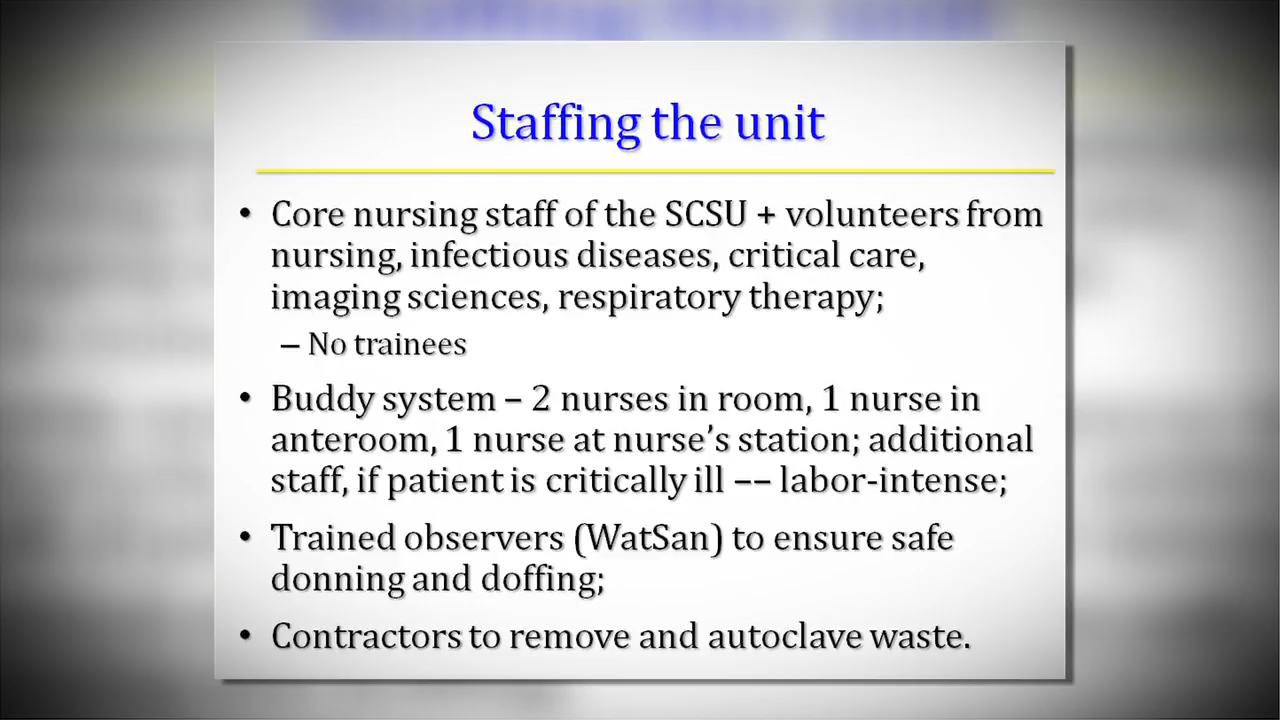 Staffing the unit
• Core nursing staff of the SCSU + volunteers from
nursing, infectious diseases, critical care,
imaging sciences, respiratory therapy;
– No trainees
• Buddy system – 2 nurses in room, 1 nurse in
anteroom, 1 nurse at nurse’s station; additional
staff, if patient is critically ill –– labor-intense;
• Trained observers (WatSan) to ensure safe
donning and doffing;
• Contractors to remove and autoclave waste.